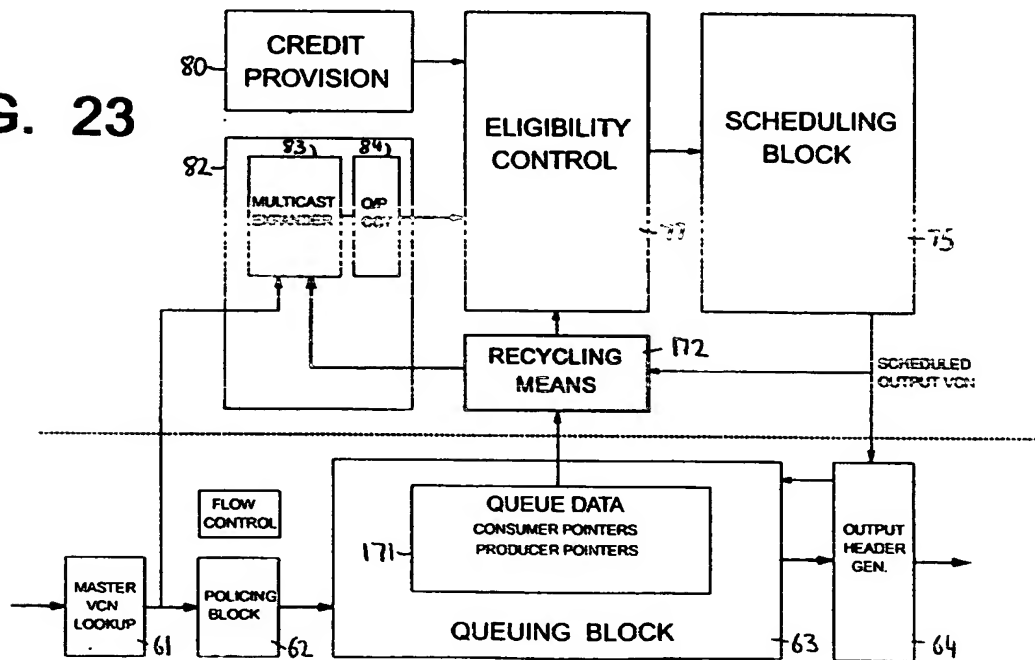 G. 23
80
CREDIT
PROVISION
82
83
84
MULTICAST
EXPANDER
O/P
CCT
ELIGIBILITY
CONTROL
77
SCHEDULING
BLOCK
75
RECYCLING
MEANS
172
SCHEDULED
OUTPUT VCN
FLOW
CONTROL
MASTER
VCN
LOOKUP
61
POLICING
BLOCK
62
171
QUEUE DATA
CONSUMER POINTERS
PRODUCER POINTERS
QUEUING BLOCK
63
OUTPUT
HEADER
GEN.
64